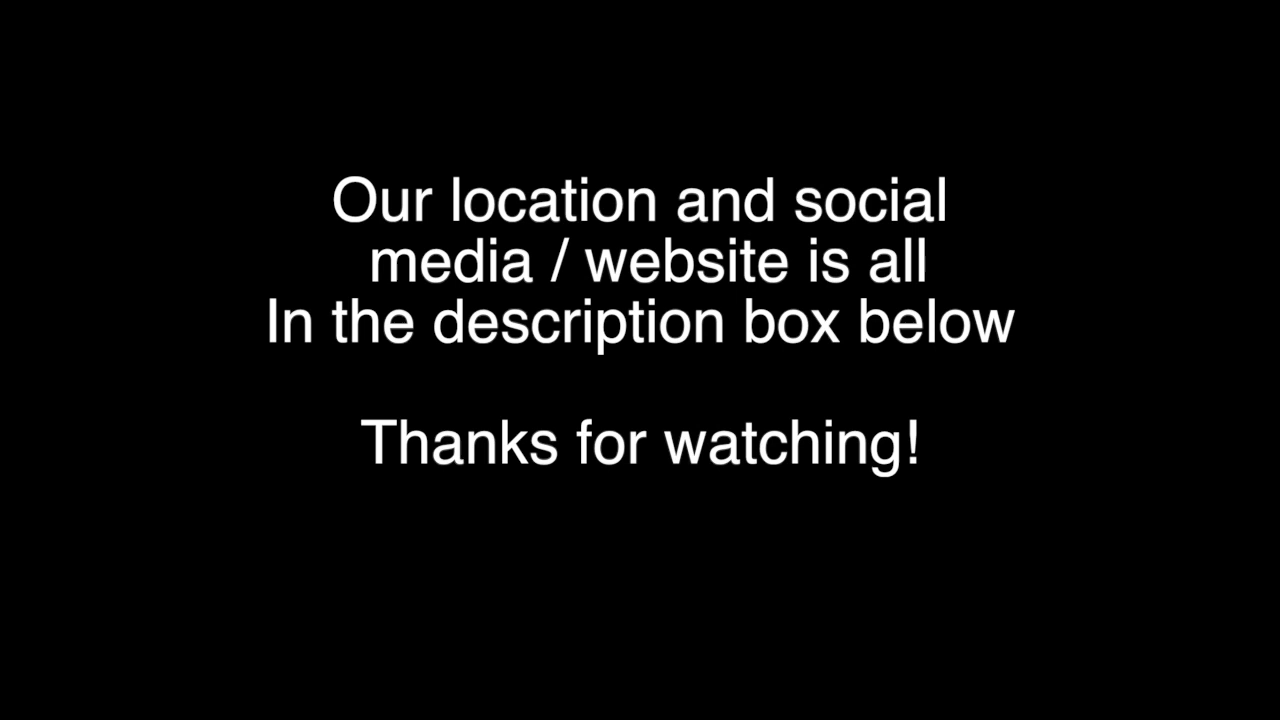 Our location and social
media / website is all
In the description box below
Thanks for watching!